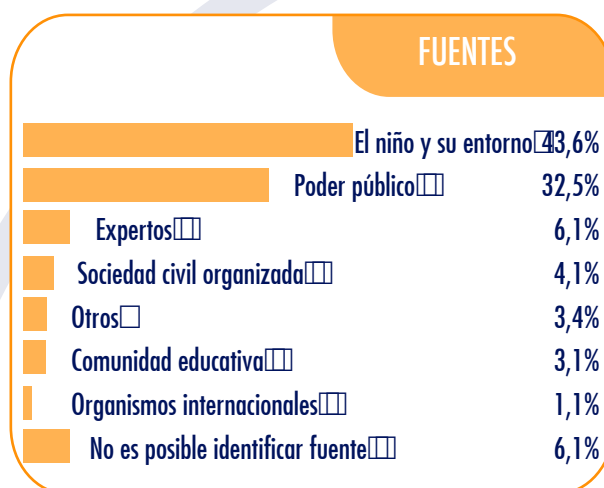 FUENTES
El niño y su entorno 43,6%
Poder público 32,5%
Expertos 6,1%
Sociedad civil organizada 4,1%
Otros 3,4%
Comunidad educativa 3,1%
Organismos internacionales 1,1%
No es posible identificar fuente 6,1%